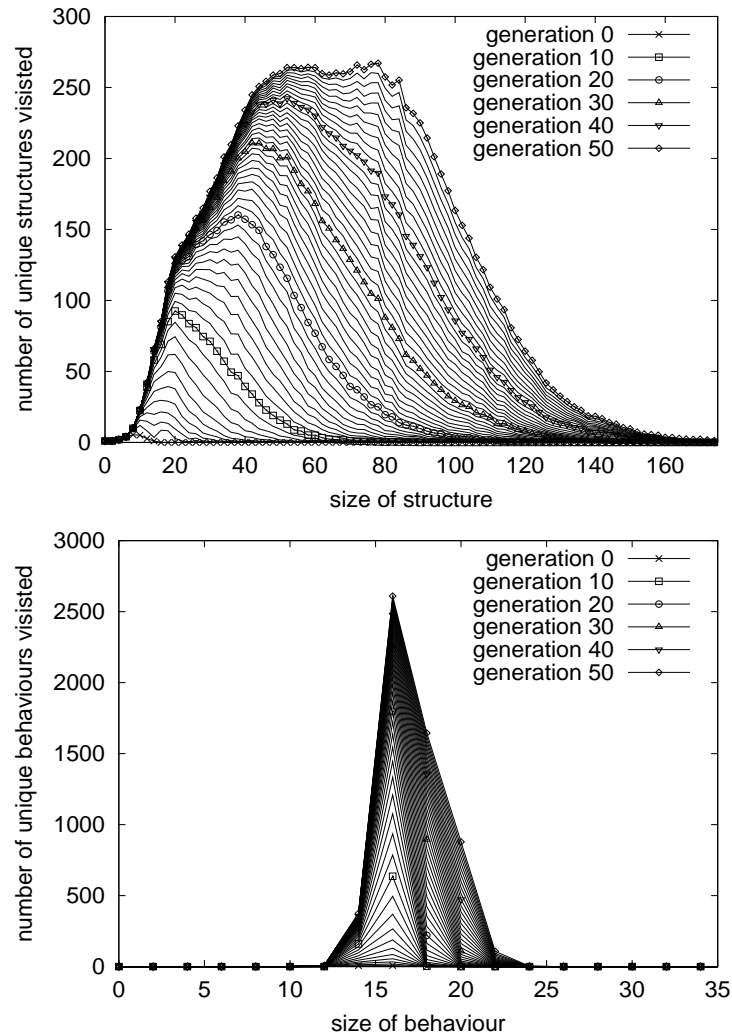 300
250
200
150
100
50
0
number of unique structures visisted
generation 0
generation 10
generation 20
generation 30
generation 40
generation 50
0 20 40 60 80 100 120 140 160
size of structure
3000
2500
2000
1500
1000
500
0
number of unique behaviours visisted
generation 0
generation 10
generation 20
generation 30
generation 40
generation 50
0 5 10 15 20 25 30 35
size of behaviour